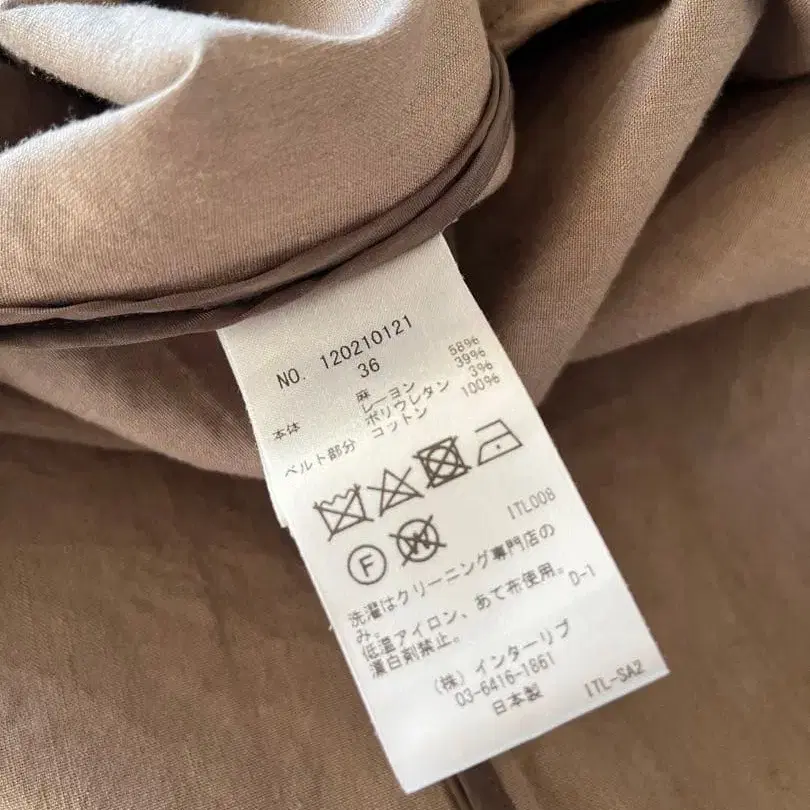 NO. 120210121
36
本体 麻 58%
レーヨン 39%
ポリウレタン 3%
ベルト部分 コットン 100%
F W
ITL008
洗濯はクリーニング専門店の
み。
低温アイロン、あて布使用。
漂白剤禁止。
D-1
(株) インターリブ
03-6416-1861
日本製
ITL-SA2